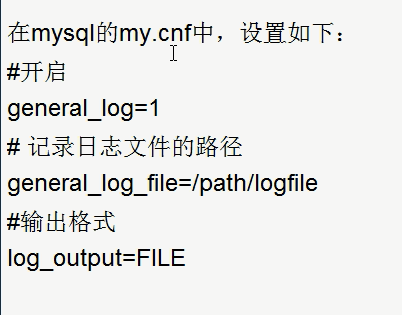 在mysql的my.cnf中，设置如下：
#开启
general_log=1
# 记录日志文件的路径
general_log_file=/path/logfile
#输出格式
log_output=FILE